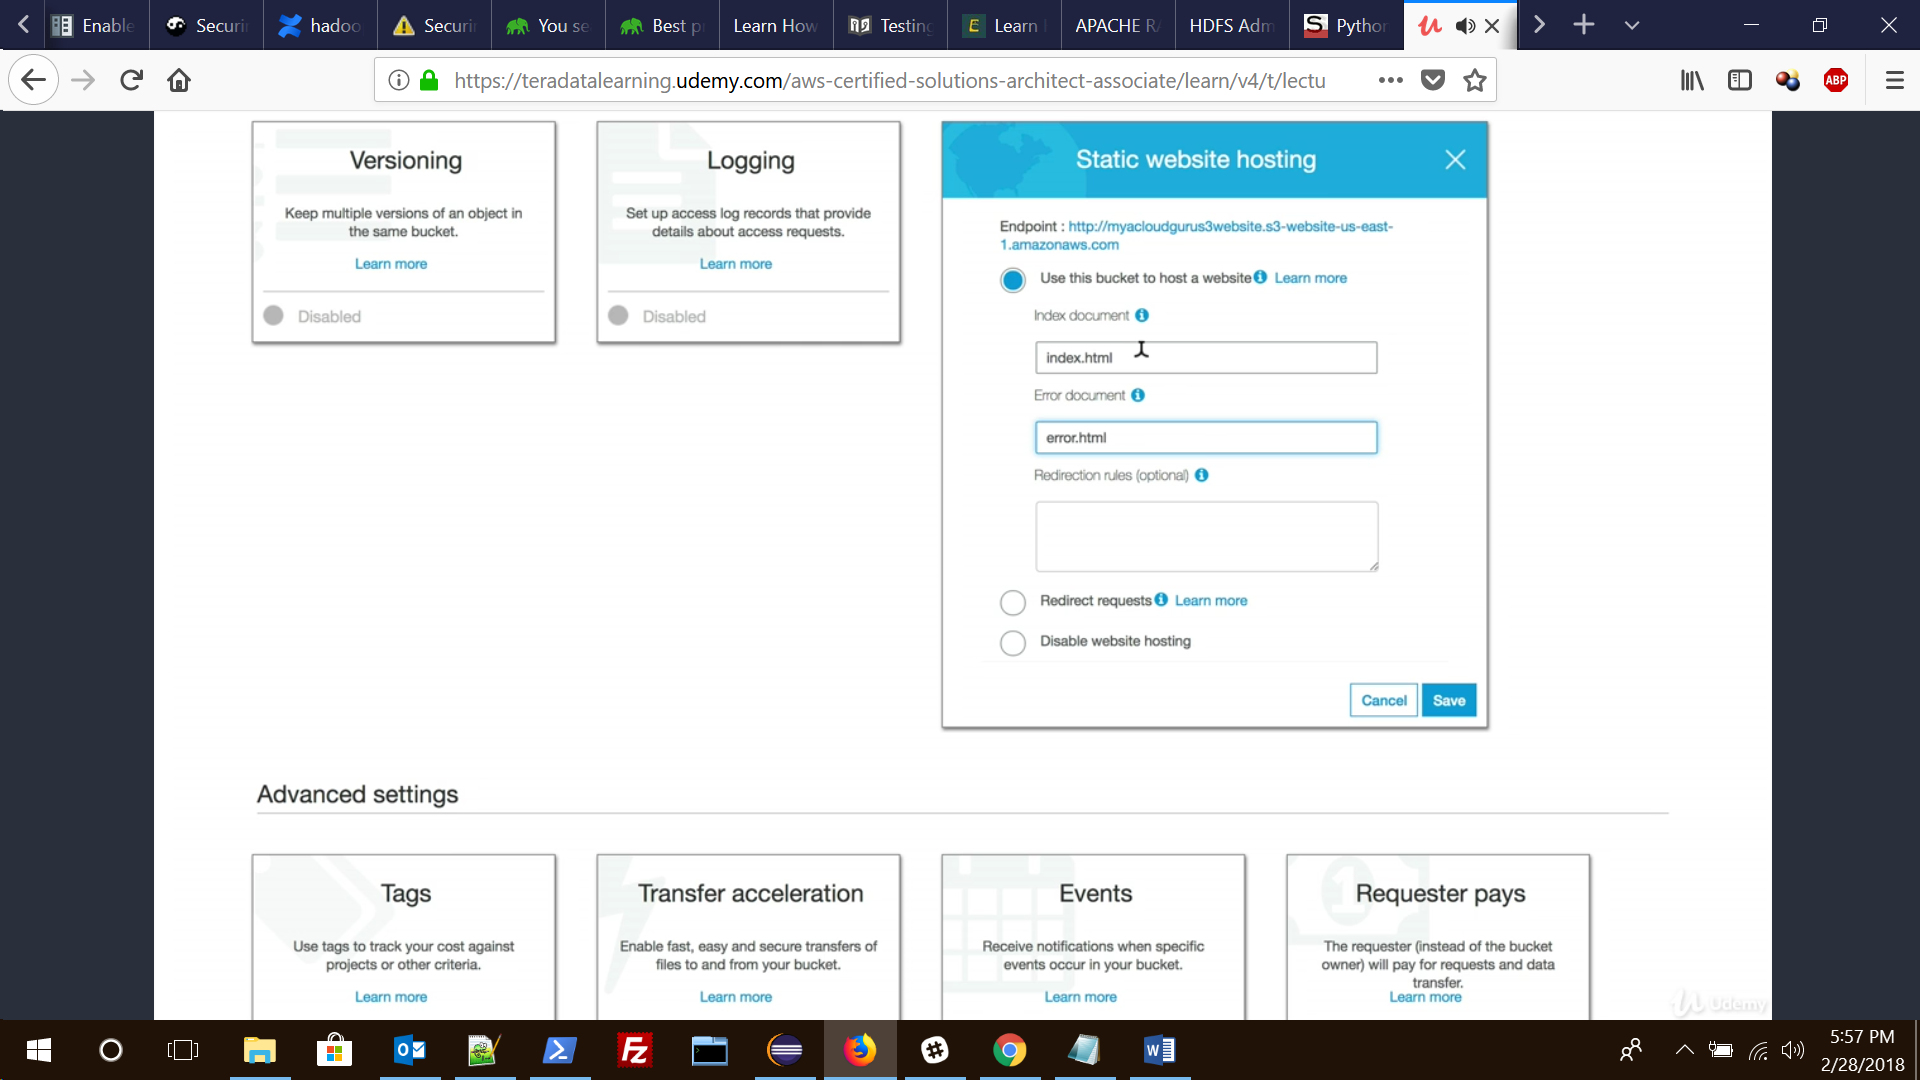 Enable
Securi
hadoo
Securi
You se
Best p
Learn How
Testing
E Learn
APACHE RA
HDFS Adm
S Pythor
https://teradatalearning.udemy.com/aws-certified-solutions-architect-associate/learn/v4/t/lectu
ABP
Versioning
Keep multiple versions of an object in
the same bucket.
Learn more
Disabled
Logging
Set up access log records that provide
details about access requests.
Learn more
Disabled
Static website hosting
Endpoint : http://myacloudgurus3website.s3-website-us-east-
1.amazonaws.com
Use this bucket to host a website Learn more
Index document
index.html
Error document
error.html
Redirection rules (optional)
Redirect requests Learn more
Disable website hosting
Cancel Save
Advanced settings
Tags
Use tags to track your cost against
projects or other criteria.
Learn more
Transfer acceleration
Enable fast, easy and secure transfers of
files to and from your bucket.
Learn more
Events
Receive notifications when specific
events occur in your bucket.
Learn more
Requester pays
The requester (instead of the bucket
owner) will pay for requests and data
transfer.
Learn more
Udemy
5:57 PM
2/28/2018